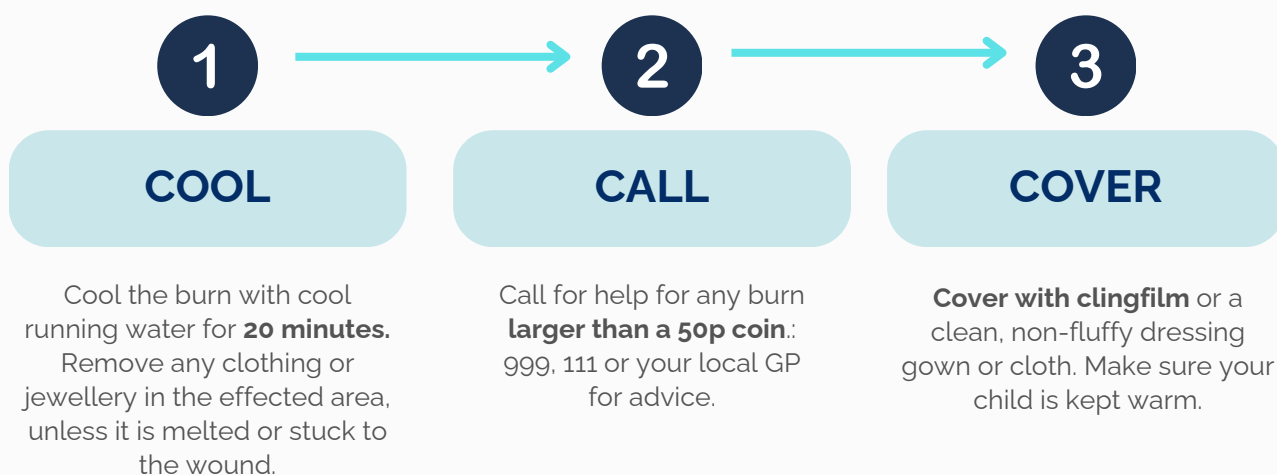 1
2
3
COOL
CALL
COVER
Cool the burn with cool
running water for 20 minutes.
Remove any clothing or
jewellery in the effected area,
unless it is melted or stuck to
the wound.
Call for help for any burn
larger than a 50p coin.:
999, 111 or your local GP
for advice.
Cover with clingfilm or a
clean, non-fluffy dressing
gown or cloth. Make sure your
child is kept warm.